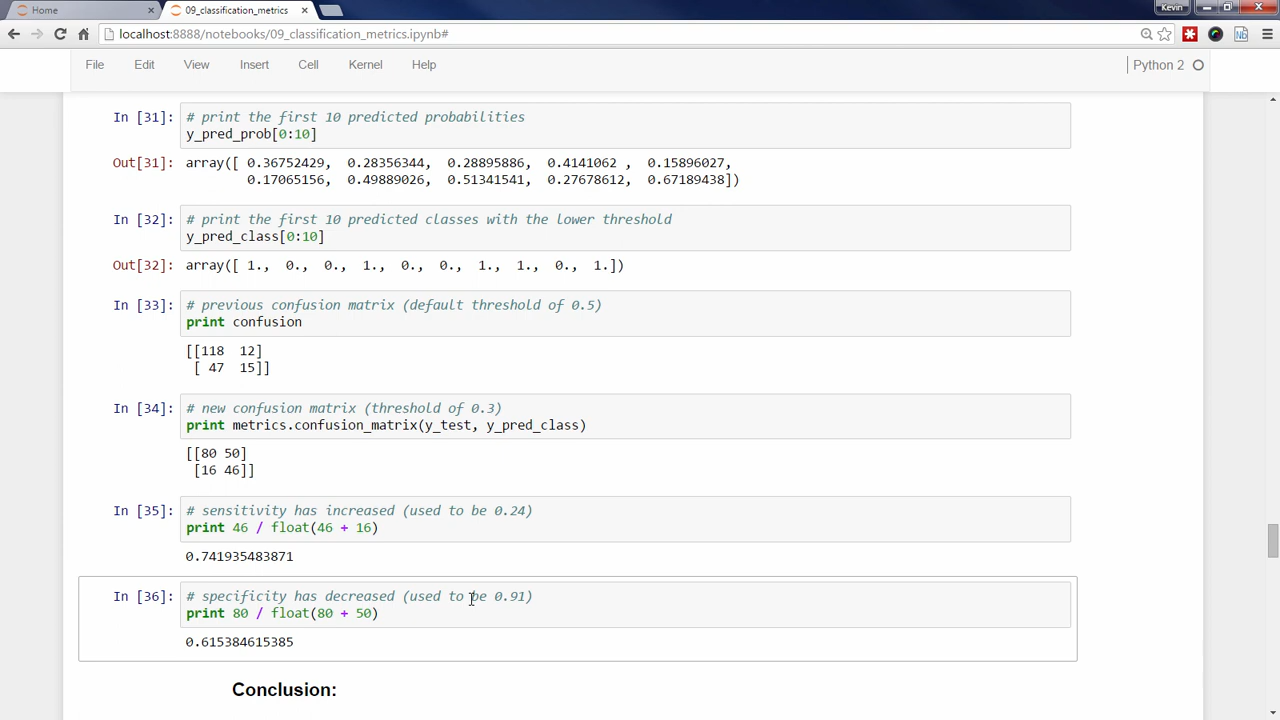 Home
09_classification_metrics
Kevin
localhost:8888/notebooks/09_classification_metrics.ipynb#
File Edit View Insert Cell Kernel Help Python 2
In [31]: # print the first 10 predicted probabilities
y_pred_prob[0:10]
Out[31]: array([ 0.36752429, 0.28356344, 0.28895886, 0.4141062 , 0.15896027,
0.17065156, 0.49889026, 0.51341541, 0.27678612, 0.67189438])
In [32]: # print the first 10 predicted classes with the lower threshold
y_pred_class[0:10]
Out[32]: array([ 1., 0., 0., 1., 0., 0., 1., 1., 0., 1.])
In [33]: # previous confusion matrix (default threshold of 0.5)
print confusion
[[118 12]
[ 47 15]]
In [34]: # new confusion matrix (threshold of 0.3)
print metrics.confusion_matrix(y_test, y_pred_class)
[[80 50]
[16 46]]
In [35]: # sensitivity has increased (used to be 0.24)
print 46 / float(46 + 16)
0.741935483871
In [36]: # specificity has decreased (used to be 0.91)
print 80 / float(80 + 50)
0.615384615385
Conclusion: